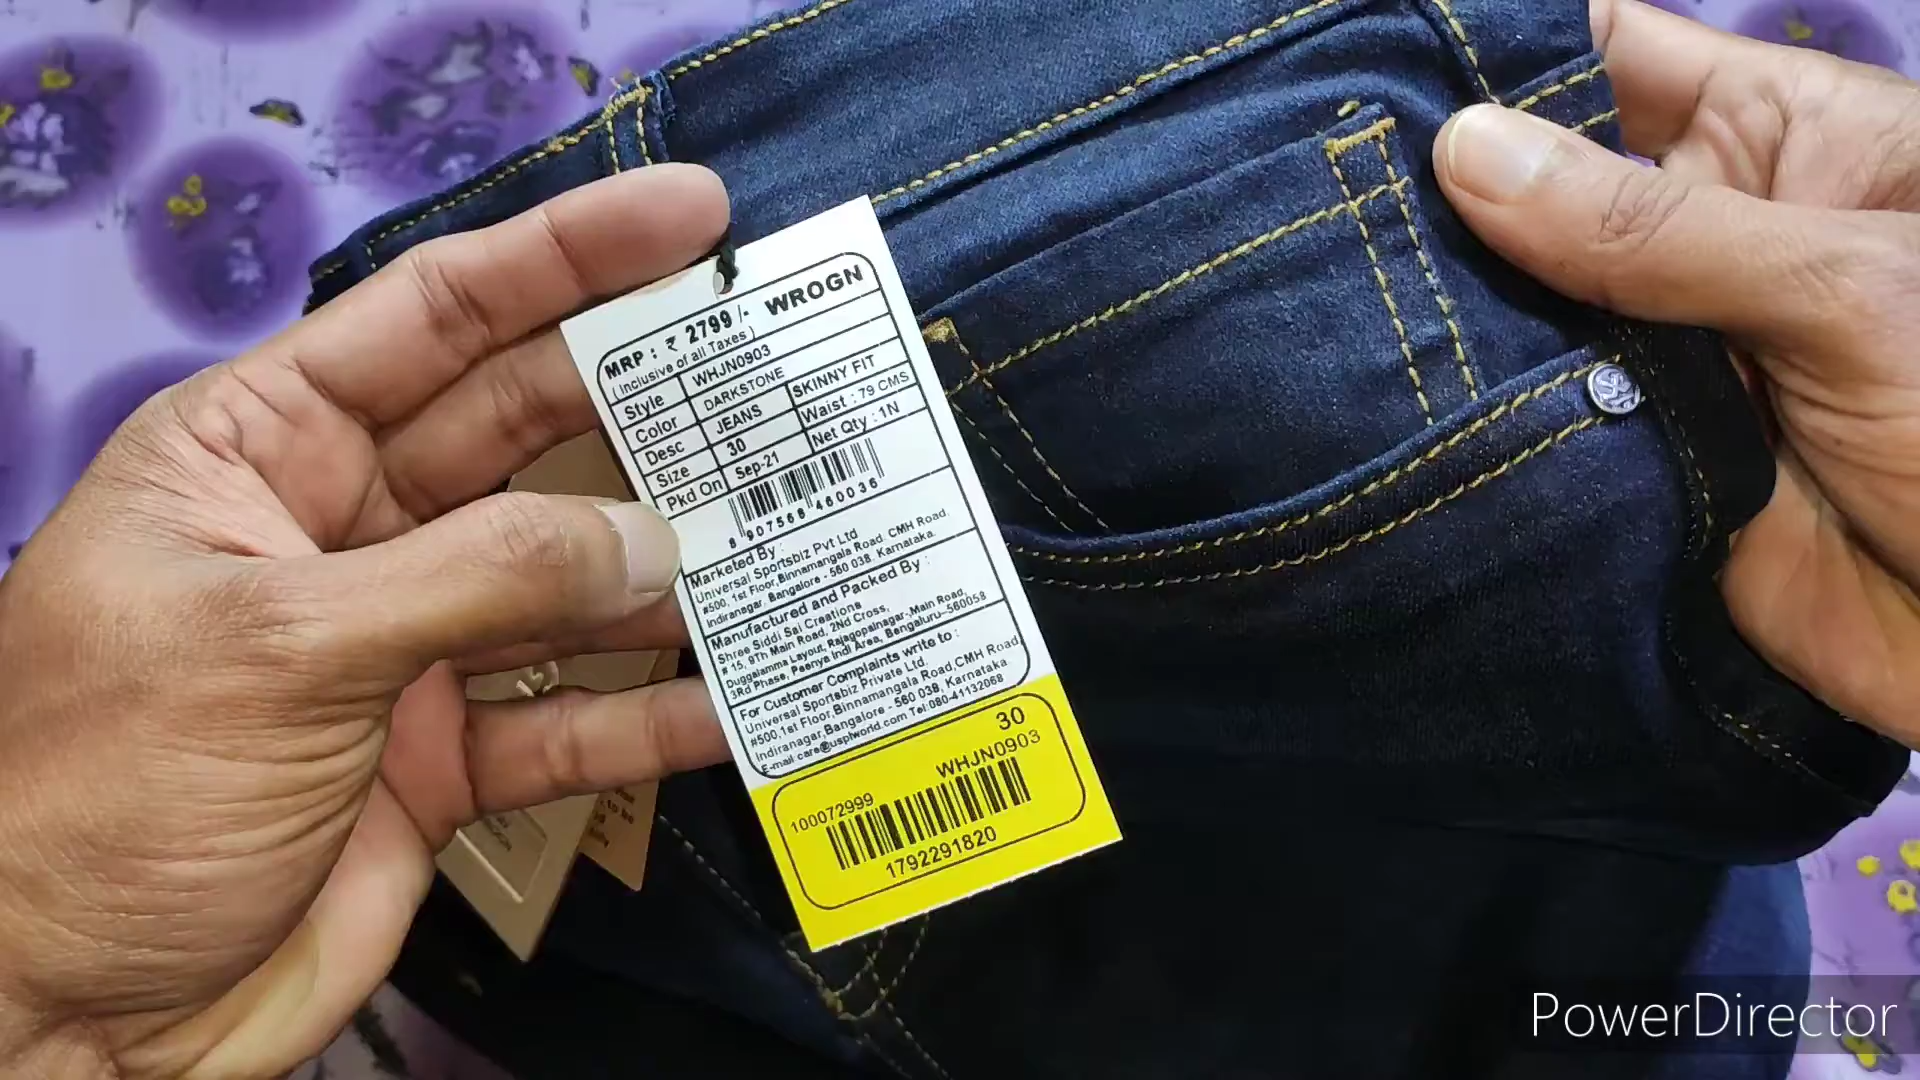 MRP : ₹ 2799 /- WROGN
( Inclusive of all Taxes )
Style WHJN0903
Color DARKSTONE
Desc JEANS SKINNY FIT
Size 30 Waist : 79 CMS
Pkd On Sep-21 Net Qty : 1N
8 907568 460036
Marketed By :
Universal Sportsbiz Pvt Ltd
#500, 1st Floor,Binnamangala Road. CMH Road,
Indiranagar, Bangalore - 560 038. Karnataka.
Manufactured and Packed By :
Shree Siddi Sai Creations
# 15, 9Th Main Road, 2Nd Cross,
Duggalamma Layout, Rajagopalnagar-,Main Road,
3Rd Phase, Peenya Indl Area, Bengaluru-560058
For Customer Complaints write to :
Universal Sportsbiz Private Ltd.
#500,1st Floor,Binnamangala Road,CMH Road
Indiranagar,Bangalore - 560 038, Karnataka
E-mail:care@usplworld.com Tel:080-41132068
30
WHJN0903
100072999
1792291820
PowerDirector